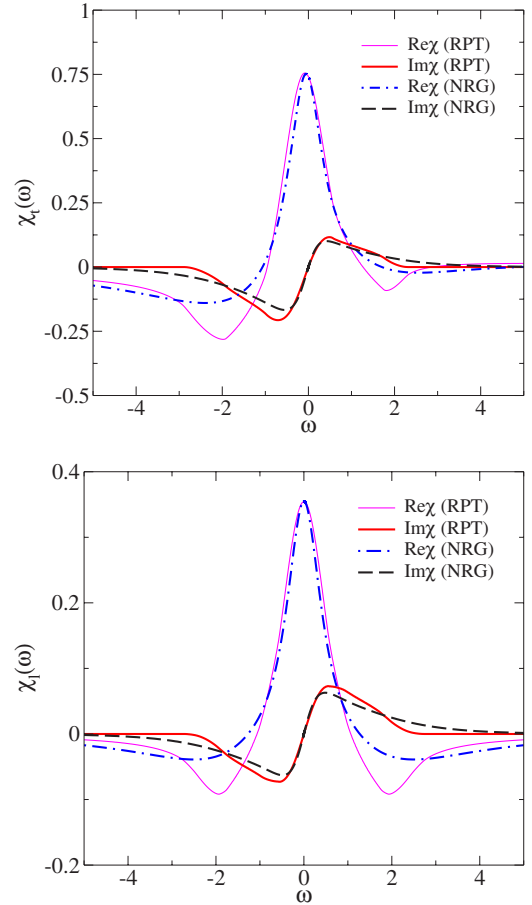 1
0.75
0.5
0.25
0
-0.25
-0.5
χt(ω)
Reχ (RPT)
Imχ (RPT)
Reχ (NRG)
Imχ (NRG)
-4 -2 0 2 4
ω
0.4
0.2
0
-0.2
χl(ω)
Reχ (RPT)
Imχ (RPT)
Reχ (NRG)
Imχ (NRG)
-4 -2 0 2 4
ω